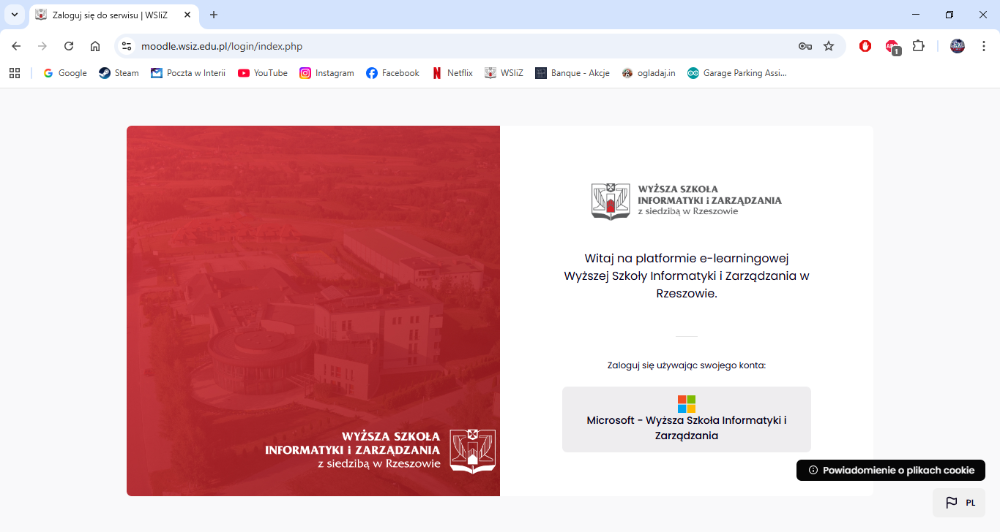 Zaloguj się do serwisu | WSIiZ
moodle.wsiz.edu.pl/login/index.php
ABP
1
Google
Steam
Poczta w Interii
YouTube
Instagram
Facebook
Netflix
WSIiZ
Banque - Akcje
ogladaj.in
Garage Parking Assi...
WYŻSZA SZKOŁA
INFORMATYKI i ZARZĄDZANIA
z siedzibą w Rzeszowie
WYŻSZA SZKOŁA
INFORMATYKI i ZARZĄDZANIA
z siedzibą w Rzeszowie
Witaj na platformie e-learningowej
Wyższej Szkoły Informatyki i Zarządzania w
Rzeszowie.
Zaloguj się używając swojego konta:
Microsoft - Wyższa Szkoła Informatyki i
Zarządzania
Powiadomienie o plikach cookie
PL